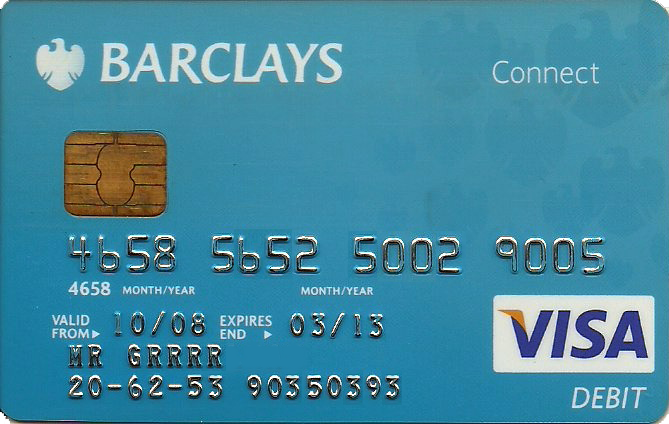 BARCLAYS
Connect
4658 5652 5002 9005
4658 MONTH/YEAR MONTH/YEAR
VALID FROM▶ 10/08 EXPIRES END ▶ 03/13
MR GRRRR
20-62-53 90350393
VISA
DEBIT